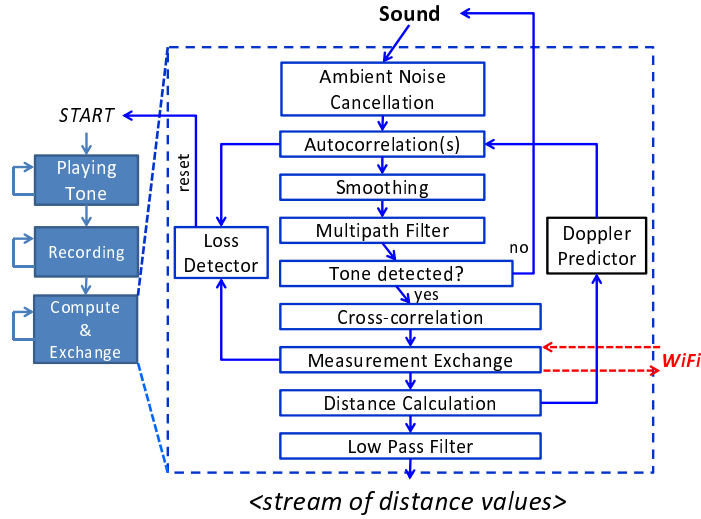 Sound
Ambient Noise
Cancellation
START
Autocorrelation(s)
Playing
Tone
reset
Smoothing
Multipath Filter
Loss
Detector
no
Doppler
Predictor
Recording
Tone detected?
yes
Compute
&
Exchange
Cross-correlation
Measurement Exchange
WiFi
Distance Calculation
Low Pass Filter
<stream of distance values>